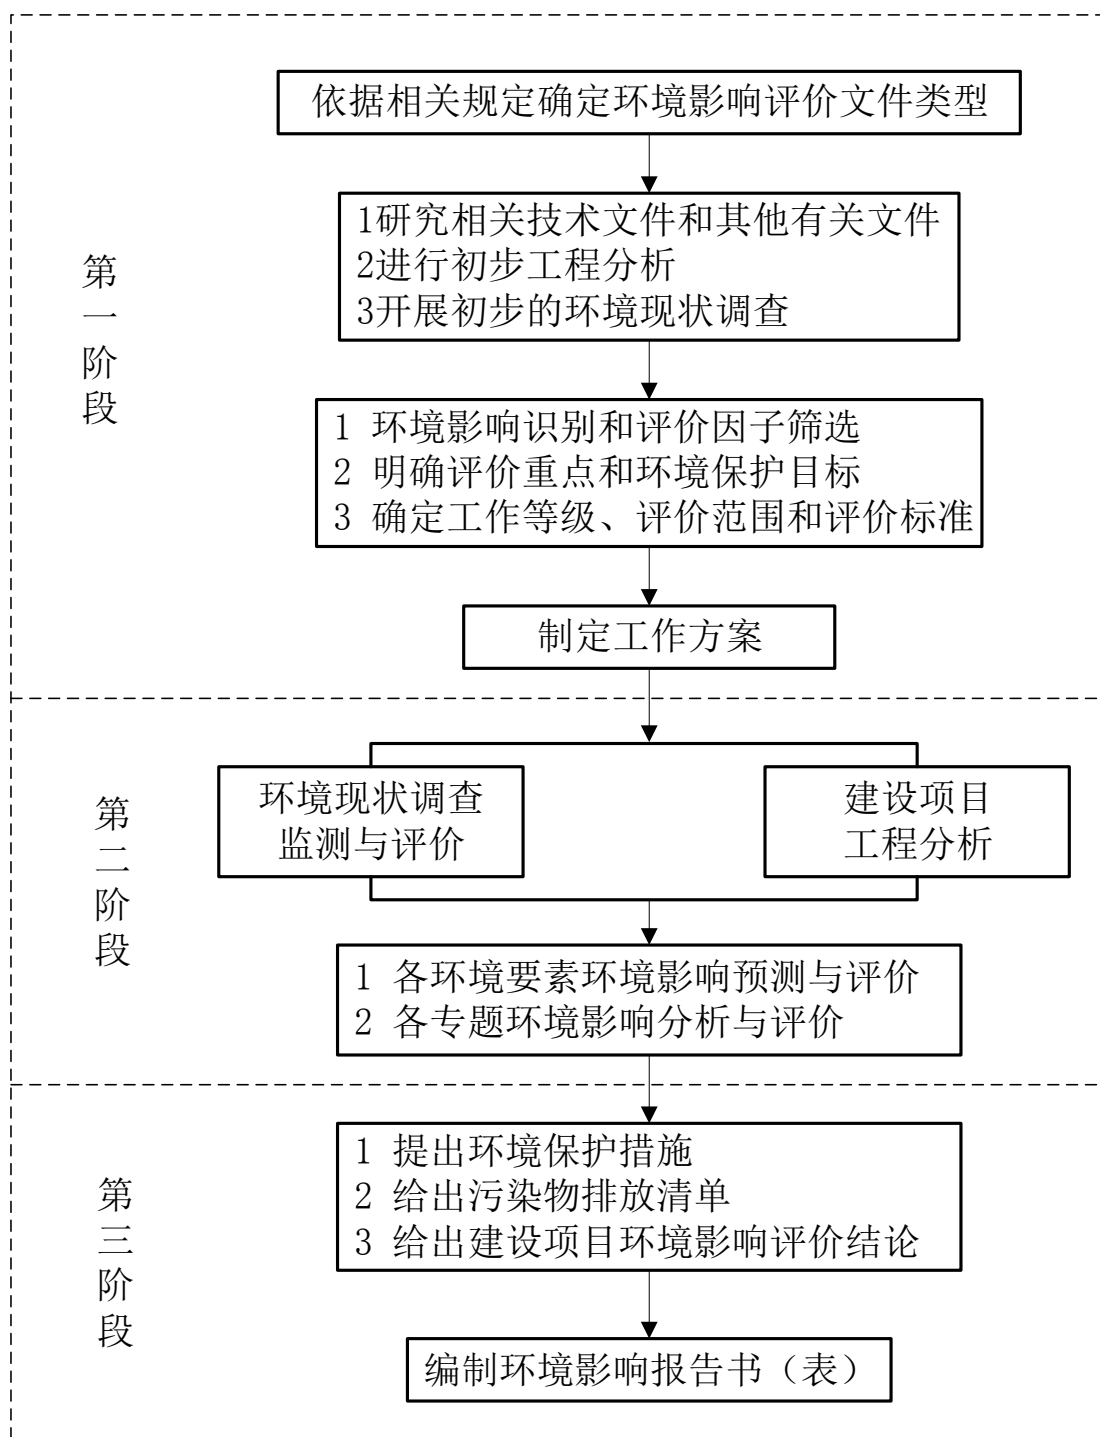 依据相关规定确定环境影响评价文件类型
第一阶段
1研究相关技术文件和其他有关文件
2进行初步工程分析
3开展初步的环境现状调查
1 环境影响识别和评价因子筛选
2 明确评价重点和环境保护目标
3 确定工作等级、评价范围和评价标准
制定工作方案
第二阶段
环境现状调查
监测与评价
建设项目
工程分析
1 各环境要素环境影响预测与评价
2 各专题环境影响分析与评价
第三阶段
1 提出环境保护措施
2 给出污染物排放清单
3 给出建设项目环境影响评价结论
编制环境影响报告书（表）